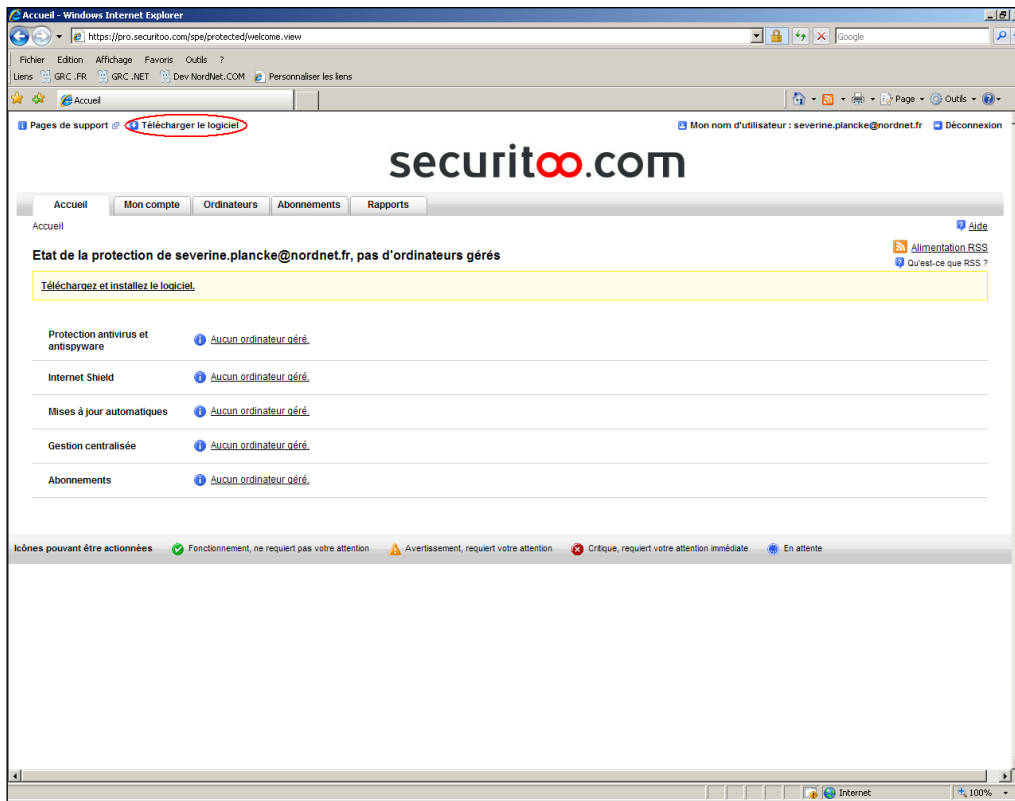 Accueil - Windows Internet Explorer
https://pro.securitoo.com/spe/protected/welcome.view
Google
Fichier Edition Affichage Favoris Outils ?
Liens GRC .FR GRC .NET Dev NordNet.COM Personnaliser les liens
Accueil
Page Outils
Pages de support Télécharger le logiciel Mon nom d'utilisateur : severine.plancke@nordnet.fr Déconnexion
securitoo.com
Accueil Mon compte Ordinateurs Abonnements Rapports
Accueil Aide
Etat de la protection de severine.plancke@nordnet.fr, pas d'ordinateurs gérés
Alimentation RSS
Qu'est-ce que RSS ?
Téléchargez et installez le logiciel.
Protection antivirus et
antispyware
Aucun ordinateur géré.
Internet Shield Aucun ordinateur géré.
Mises à jour automatiques Aucun ordinateur géré.
Gestion centralisée Aucun ordinateur géré.
Abonnements Aucun ordinateur géré.
Icônes pouvant être actionnées Fonctionnement, ne requiert pas votre attention Avertissement, requiert votre attention Critique, requiert votre attention immédiate En attente
Internet 100%